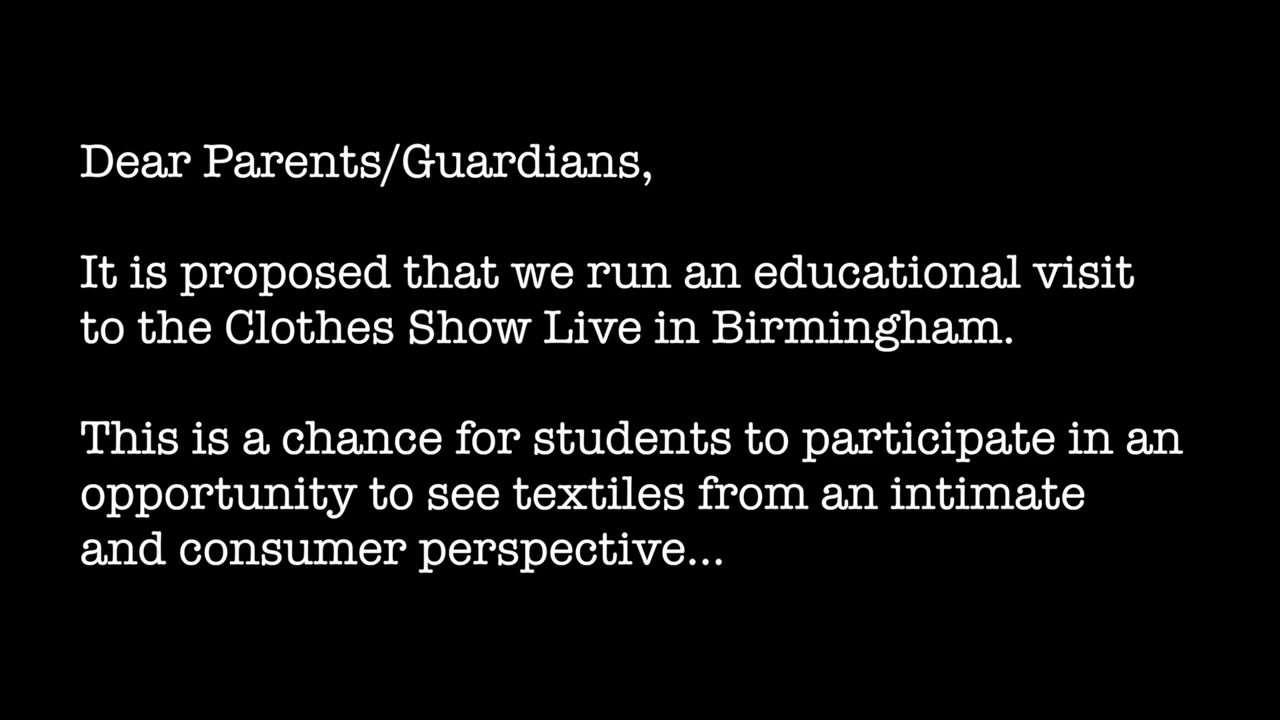 Dear Parents/Guardians,
It is proposed that we run an educational visit
to the Clothes Show Live in Birmingham.
This is a chance for students to participate in an
opportunity to see textiles from an intimate
and consumer perspective...